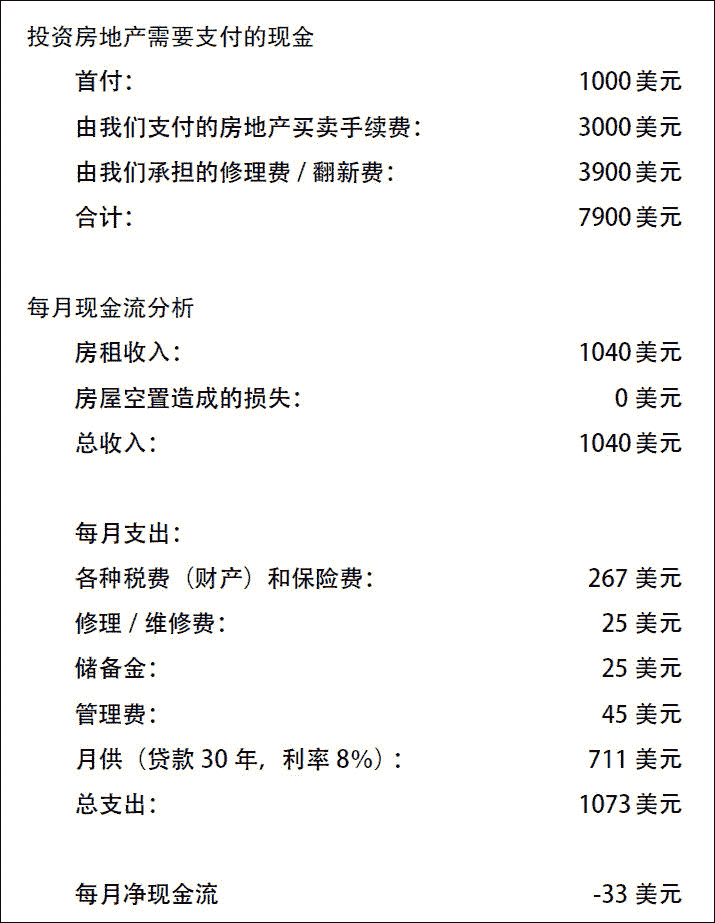 投资房地产需要支付的现金
首付： 1000 美元
由我们支付的房地产买卖手续费： 3000 美元
由我们承担的修理费 / 翻新费： 3900 美元
合计： 7900 美元
每月现金流分析
房租收入： 1040 美元
房屋空置造成的损失： 0 美元
总收入： 1040 美元
每月支出：
各种税费（财产）和保险费： 267 美元
修理 / 维修费： 25 美元
储备金： 25 美元
管理费： 45 美元
月供（贷款 30 年，利率 8%）： 711 美元
总支出： 1073 美元
每月净现金流 -33 美元